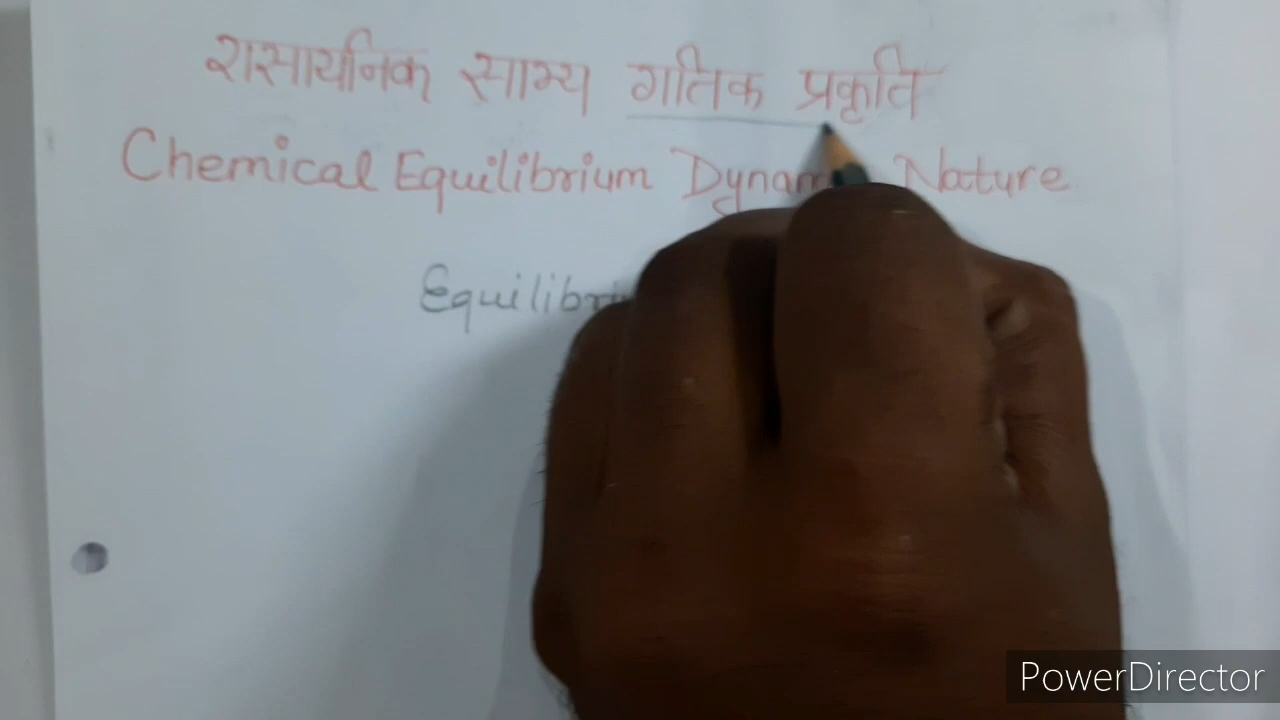 रासायनिक साम्य गतिक प्रकृति
Chemical Equilibrium Nature
PowerDirector